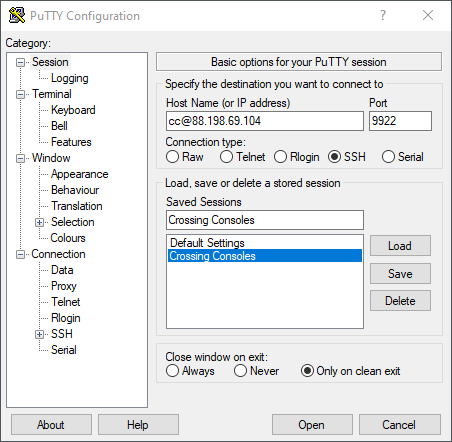 PuTTY Configuration
? ×
Category:
Session
Logging
Terminal
Keyboard
Bell
Features
Window
Appearance
Behaviour
Translation
Selection
Colours
Connection
Data
Proxy
Telnet
Rlogin
SSH
Serial
Basic options for your PuTTY session
Specify the destination you want to connect to
Host Name (or IP address) Port
cc@88.198.69.104 9922
Connection type:
Raw Telnet Rlogin SSH Serial
Load, save or delete a stored session
Saved Sessions
Crossing Consoles
Default Settings
Crossing Consoles
Load
Save
Delete
Close window on exit:
Always Never Only on clean exit
About Help Open Cancel